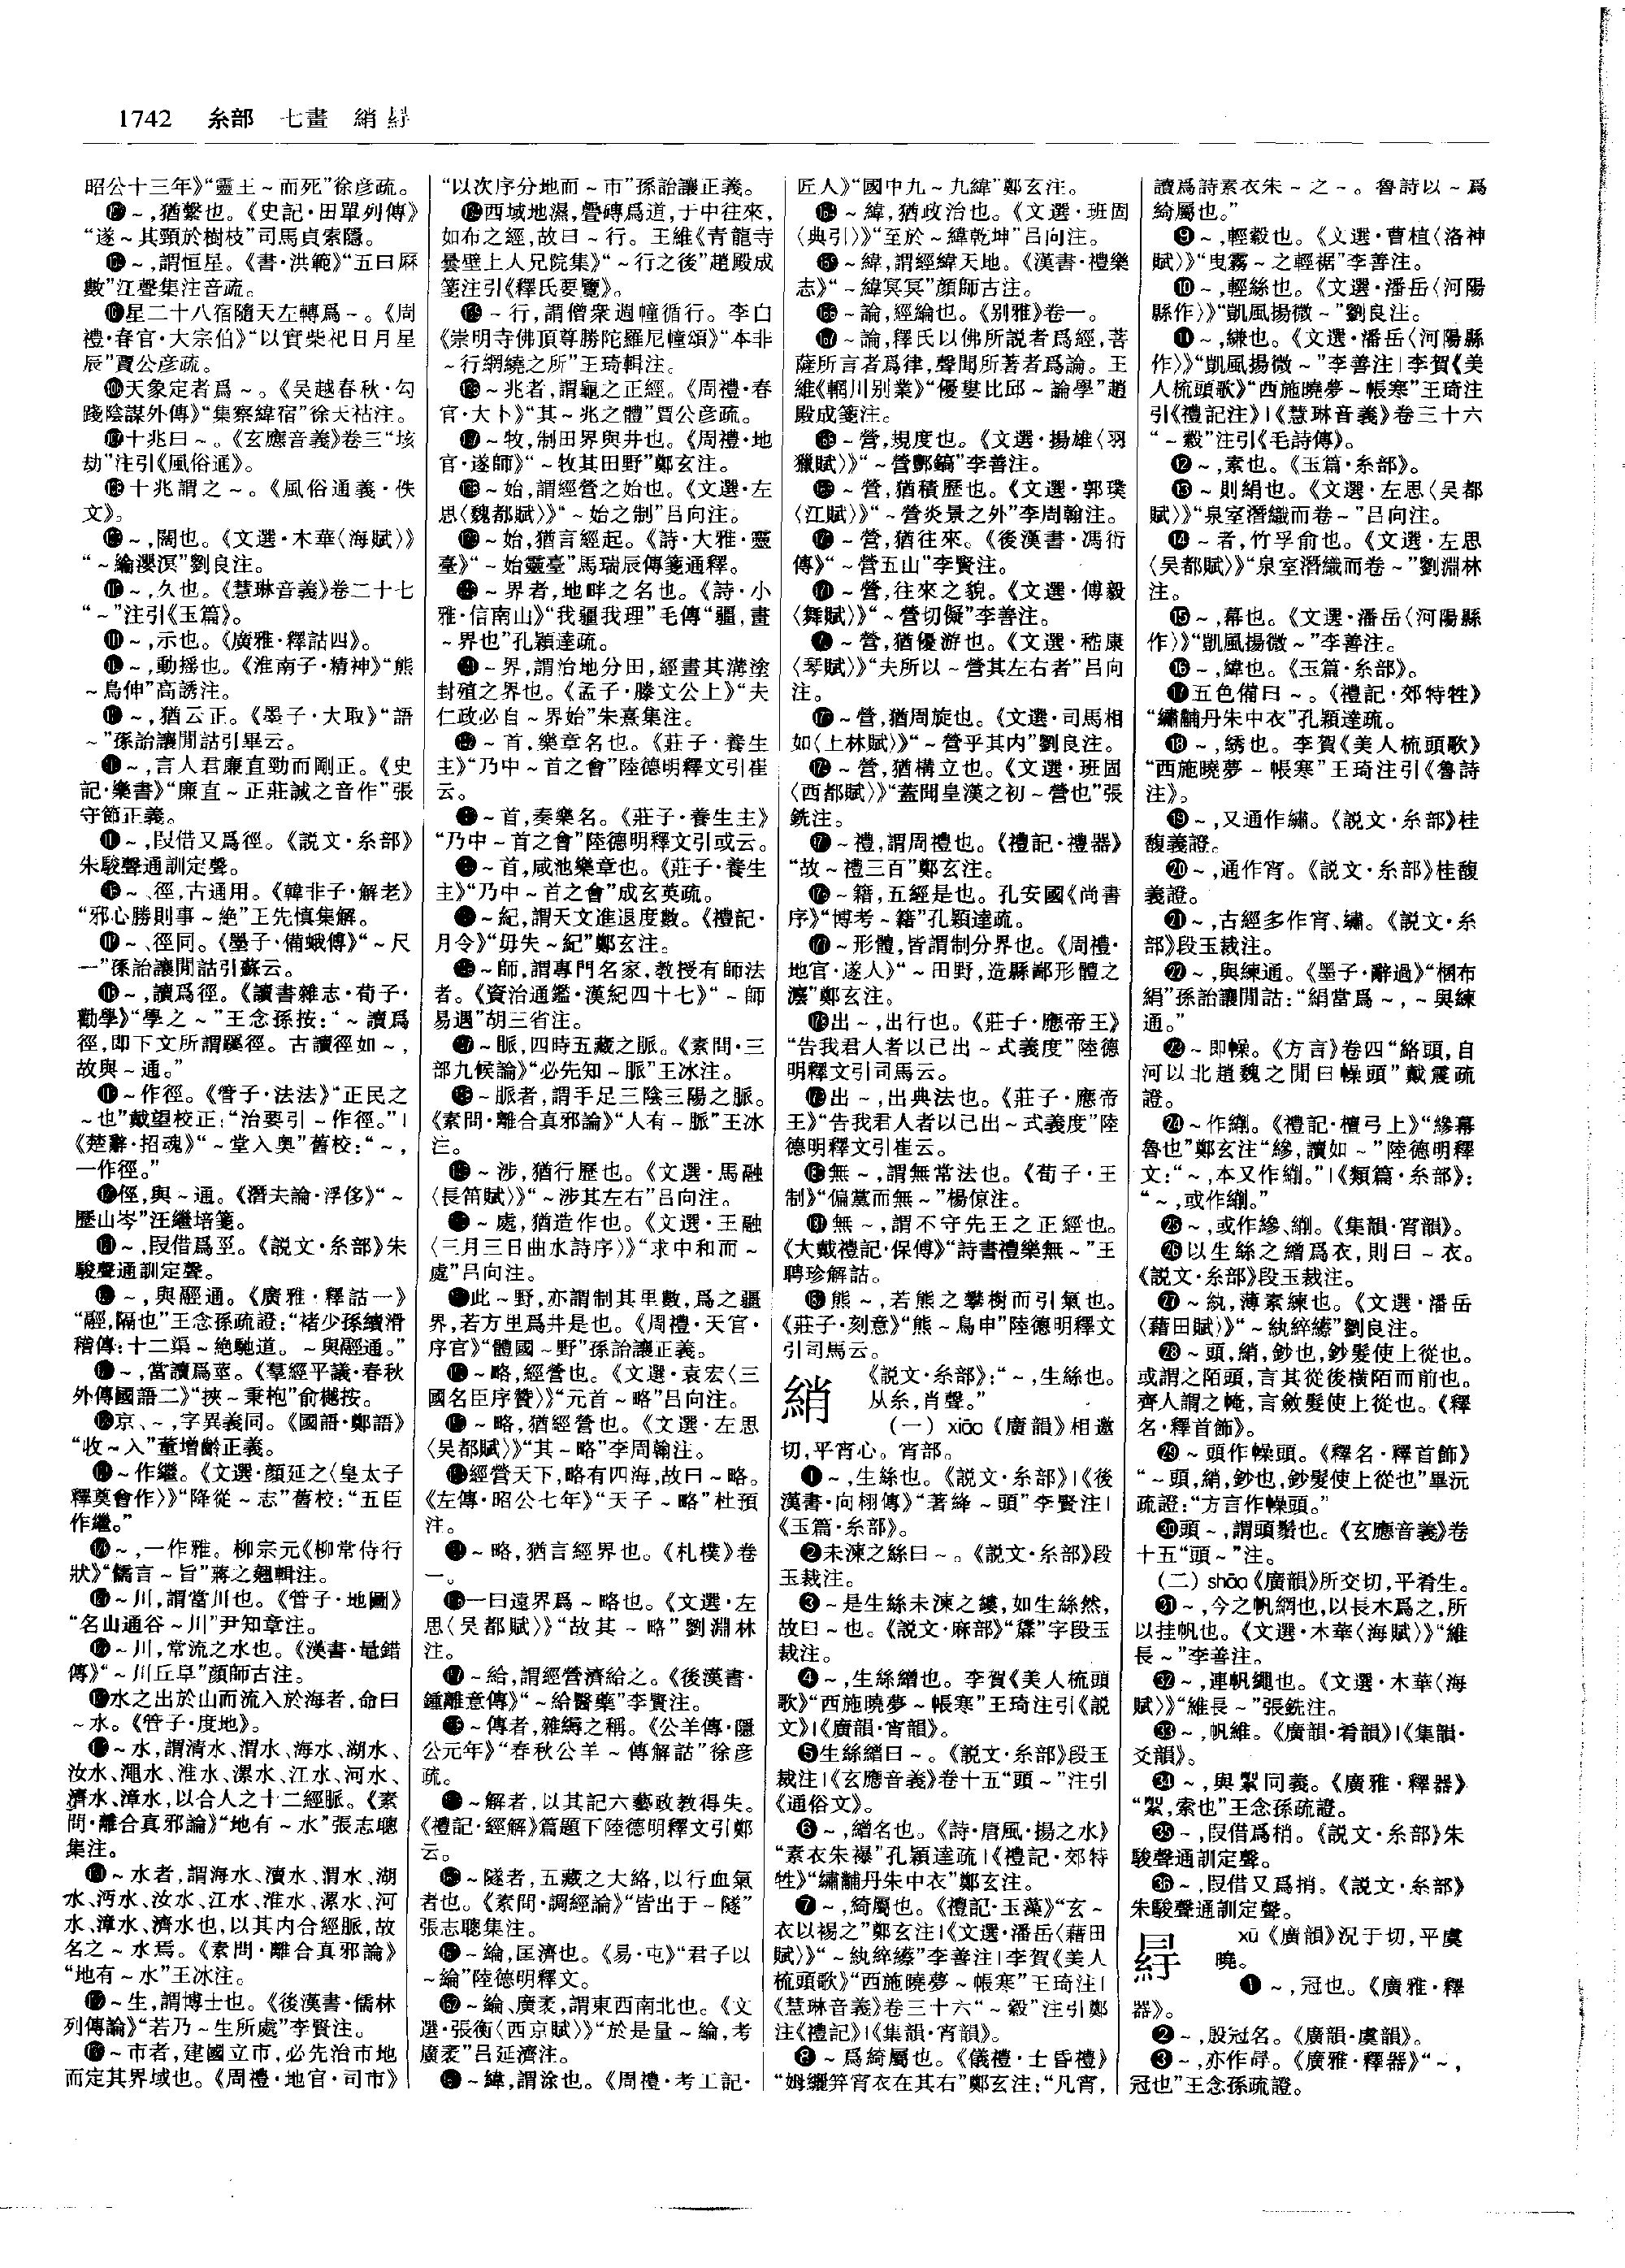 1742 糸部 七畫 綃
昭公十三年》“靈王～而死”徐彦疏。
～,猶繫也。《史記·田單列傳》
“遂～其頸於樹枝”司馬貞索隱。
～,謂恒星。《書·洪範》“五曰厤
數”江聲集注音疏。
星二十八宿隨天左轉爲～。《周
禮·春官·大宗伯》“以實柴祀日月星
辰”賈公彦疏。
天象定者爲～。《吴越春秋·勾
踐陰謀外傳》“集察緯宿”徐天祜注。
十兆曰～。《玄應音義》卷三“垓
劫”注引《風俗通》。
十兆謂之～。《風俗通義·佚
文》。
～,闊也。《文選·木華〈海賦〉》
“～綸瀴溟”劉良注。
～,久也。《慧琳音義》卷二十七
“～”注引《玉篇》。
～,示也。《廣雅·釋詁四》。
～,動摇也。《淮南子·精神》“熊
～鳥伸”高誘注。
～,猶云正。《墨子·大取》“語
～”孫詒讓閒詁引畢云。
～,言人君廉直勁而剛正。《史
記·樂書》“廉直～正莊誠之音作”張
守節正義。
～,叚借又爲徑。《説文·糸部》
朱駿聲通訓定聲。
～、徑,古通用。《韓非子·解老》
“邪心勝則事～絶”王先慎集解。
～、徑同。《墨子·備蛾傅》“～尺
一”孫詒讓閒詁引蘇云。
～,讀爲徑。《讀書雜志·荀子·
勸學》“學之～”王念孫按:“～讀爲
徑,即下文所謂蹊徑。古讀徑如～,
故與～通。”
～作徑。《管子·法法》“正民之
～也”戴望校正:“治要引～作徑。”|
《楚辭·招魂》“～堂入奥”舊校:“～,
一作徑。”
徑,與～通。《潛夫論·浮侈》“～
歷山岑”汪繼培箋。
～,叚借爲巠。《説文·糸部》朱
駿聲通訓定聲。
～,與𨌷通。《廣雅·釋詁一》
,隔也”王念孫疏證:“褚少孫續滑
稽傳:十二渠～絶馳道。～與通。”
～,當讀爲莖。《羣經平議·春秋
外傳國語二》“挾～秉枹”俞樾按。
京、～,字異義同。《國語·鄭語》
“收～入”董增齡正義。
～作繼。《文選·顔延之〈皇太子
釋奠會作〉》“降從～志”舊校:“五臣
作繼。”
～,一作雅。柳宗元《柳常侍行
狀》“儒言～旨”蔣之翹輯注。
～川,謂當川也。《管子·地圖》
“名山通谷～川”尹知章注。
～川,常流之水也。《漢書·鼂錯
傳》“～川丘阜”顔師古注。
水之出於山而流入於海者,命曰
～水。《管子·度地》。
～水,謂清水、渭水、海水、湖水、
汝水、澠水、淮水、漯水、江水、河水、
濟水、漳水,以合人之十二經脈。《素
問·離合真邪論》“地有～水”張志聰
集注。
～水者,謂海水、瀆水、渭水、湖
水、沔水、汝水、江水、淮水、漯水、河
水、漳水、濟水也,以其内合經脈,故
名之～水焉。《素問·離合真邪論》
“地有～水”王冰注。
～生,謂博士也。《後漢書·儒林
列傳論》“若乃～生所處”李賢注。
～市者,建國立市,必先治市地
而定其界域也。《周禮·地官·司市》
“以次序分地而～市”孫詒讓正義。
西域地濕,疊磚爲道,于中往來,
如布之經,故曰～行。王維《青龍寺
曇壁上人兄院集》“～行之後”趙殿成
箋注引《釋氏要覽》。
～行,謂僧衆週幢循行。李白
《崇明寺佛頂尊勝陀羅尼幢頌》“本非
～行網繞之所”王琦輯注。
～兆者,謂龜之正經。《周禮·春
官·大卜》“其～兆之體”賈公彦疏。
～牧,制田界與井也。《周禮·地
官·遂師》“～牧其田野”鄭玄注。
～始,謂經營之始也。《文選·左
思〈魏都賦〉》“～始之制”吕向注。
～始,猶言經起。《詩·大雅·靈
臺》“～始靈臺”馬瑞辰傳箋通釋。
～界者,地畔之名也。《詩·小
雅·信南山》“我疆我理”毛傳“疆,畫
～界也”孔穎達疏。
～界,謂治地分田,經畫其溝塗
封殖之界也。《孟子·滕文公上》“夫
仁政必自～界始”朱熹集注。
～首,樂章名也。《莊子·養生
主》“乃中～首之會”陸德明釋文引崔
云。
～首,奏樂名。《莊子·養生主》
“乃中～首之會”陸德明釋文引或云。
～首,咸池樂章也。《莊子·養生
主》“乃中～首之會”成玄英疏。
～紀,謂天文進退度數。《禮記·
月令》“毋失～紀”鄭玄注。
～師,謂專門名家,教授有師法
者。《資治通鑑·漢紀四十七》“～師
易遇”胡三省注。
～脈,四時五藏之脈。《素問·三
部九候論》“必先知～脈”王冰注。
～脈者,謂手足三陰三陽之脈。
《素問·離合真邪論》“人有～脈”王冰
注。
～涉,猶行歷也。《文選·馬融
〈長笛賦〉》“～涉其左右”吕向注。
～處,猶造作也。《文選·王融
〈三月三日曲水詩序〉》“求中和而～
處”吕向注。
此～野,亦謂制其里數,爲之疆
界,若方里爲井是也。《周禮·天官·
序官》“體國～野”孫詒讓正義。
～略,經營也。《文選·袁宏〈三
國名臣序贊〉》“元首～略”吕向注。
～略,猶經營也。《文選·左思
〈吴都賦〉》“其～略”李周翰注。
經營天下,略有四海,故曰～略。
《左傳·昭公七年》“天子～略”杜預
注。
～略,猶言經界也。《札樸》卷
一。
一曰遠界爲～略也。《文選·左
思〈吴都賦〉》“故其～略”劉淵林
注。
～給,謂經營濟給之。《後漢書·
鍾離意傳》“～給醫藥”李賢注。
～傳者,雜縟之稱。《公羊傳·隱
公元年》“春秋公羊～傳解詁”徐彦
疏。
～解者,以其記六藝政教得失。
《禮記·經解》篇題下陸德明釋文引鄭
云。
～隧者,五藏之大絡,以行血氣
者也。《素問·調經論》“皆出于～隧”
張志聰集注。
～綸,匡濟也。《易·屯》“君子以
～綸”陸德明釋文。
～綸、廣袤,謂東西南北也。《文
選·張衡〈西京賦〉》“於是量～綸,考
廣袤”吕延濟注。
～緯,謂涂也。《周禮·考工記·
匠人》“國中九～九緯”鄭玄注。
～緯,猶政治也。《文選·班固
〈典引〉》“至於～緯乾坤”吕向注。
～緯,謂經緯天地。《漢書·禮樂
志》“～緯冥冥”顔師古注。
～論,經綸也。《别雅》卷一。
～論,釋氏以佛所説者爲經,菩
薩所言者爲律,聲聞所著者爲論。王
維《輞川别業》“優婁比邱～論學”趙
殿成箋注。
～營,規度也。《文選·揚雄〈羽
獵賦〉》“～營酆鎬”李善注。
～營,猶積歷也。《文選·郭璞
〈江賦〉》“～營炎景之外”李周翰注。
～營,猶往來。《後漢書·馮衍
傳》“～營五山”李賢注。
～營,往來之貌。《文選·傅毅
〈舞賦〉》“～營切儗”李善注。
～營,猶優游也。《文選·嵇康
〈琴賦〉》“夫所以～營其左右者”吕向
注。
～營,猶周旋也。《文選·司馬相
如〈上林賦〉》“～營乎其内”劉良注。
～營,猶構立也。《文選·班固
〈西都賦〉》“蓋聞皇漢之初～營也”張
銑注。
～禮,謂周禮也。《禮記·禮器》
“故～禮三百”鄭玄注。
～籍,五經是也。孔安國《尚書
序》“博考～籍”孔穎達疏。
～形體,皆謂制分界也。《周禮·
地官·遂人》“～田野,造縣鄙形體之
灋”鄭玄注。
出～,出行也。《莊子·應帝王》
“告我君人者以己出～式義度”陸德
明釋文引司馬云。
出～,出典法也。《莊子·應帝
王》“告我君人者以己出～式義度”陸
德明釋文引崔云。
無～,謂無常法也。《荀子·王
制》“偏黨而無～”楊倞注。
無～,謂不守先王之正經也。
《大戴禮記·保傅》“詩書禮樂無～”王
聘珍解詁。
熊～,若熊之攀樹而引氣也。
《莊子·刻意》“熊～鳥申”陸德明釋文
引司馬云。
綃 《説文·糸部》:“～,生絲也。
从糸,肖聲。”
(一) xiāo《廣韻》相邀
切,平宵心。宵部。
❶～,生絲也。《説文·糸部》|《後
漢書·向栩傳》“著絳～頭”李賢注|
《玉篇·糸部》。
❷未湅之絲曰～。《説文·糸部》段
玉裁注。
❸～是生絲未湅之縷,如生絲然,
故曰～也。《説文·麻部》“䌛”字段玉
裁注。
❹～,生絲繒也。李賀《美人梳頭
歌》“西施曉夢～帳寒”王琦注引《説
文》|《廣韻·宵韻》。
❺生絲繒曰～。《説文·糸部》段玉
裁注|《玄應音義》卷十五“頭～”注引
《通俗文》。
❻～,繒名也。《詩·唐風·揚之水》
“素衣朱襮”孔穎達疏|《禮記·郊特
牲》“繡黼丹朱中衣”鄭玄注。
❼～,綺屬也。《禮記·玉藻》“玄～
衣以裼之”鄭玄注|《文選·潘岳〈藉田
賦〉》“～紈綷縩”李善注|李賀《美人
梳頭歌》“西施曉夢～帳寒”王琦注|
《慧琳音義》卷三十六“～縠”注引鄭
注《禮記》|《集韻·宵韻》。
❽～爲綺屬也。《儀禮·士昏禮》
“姆纚笄宵衣在其右”鄭玄注:“凡宵,
讀爲詩素衣朱～之～。魯詩以～爲
綺屬也。”
❾～,輕縠也。《文選·曹植〈洛神
賦〉》“曳霧～之輕裾”李善注。
❿～,輕絲也。《文選·潘岳〈河陽
縣作〉》“凱風揚微～”劉良注。
⓫～,縑也。《文選·潘岳〈河陽縣
作〉》“凱風揚微～”李善注|李賀《美
人梳頭歌》“西施曉夢～帳寒”王琦注
引《禮記注》|《慧琳音義》卷三十六
“～縠”注引《毛詩傳》。
⓬～,素也。《玉篇·糸部》。
⓭～則絹也。《文選·左思〈吴都
賦〉》“泉室潛織而卷～”吕向注。
⓮～者,竹孚俞也。《文選·左思
〈吴都賦〉》“泉室潛織而卷～”劉淵林
注。
⓯～,幕也。《文選·潘岳〈河陽縣
作〉》“凱風揚微～”李善注。
⓰～,緯也。《玉篇·糸部》。
⓱五色備曰～。《禮記·郊特牲》
“繡黼丹朱中衣”孔穎達疏。
⓲～,綉也。李賀《美人梳頭歌》
“西施曉夢～帳寒”王琦注引《魯詩
注》。
⓳～,又通作繡。《説文·糸部》桂
馥義證。
⓴～,通作宵。《説文·糸部》桂馥
義證。
㉑～,古經多作宵、繡。《説文·糸
部》段玉裁注。
㉒～,與練通。《墨子·辭過》“梱布
絹”孫詒讓閒詁:“絹當爲～,～與練
通。”
㉓～即幧。《方言》卷四“絡頭,自
河以北趙魏之閒曰幧頭”戴震疏
證。
㉔～作綃。《禮記·檀弓上》“縿幕
魯也”鄭玄注“縿,讀如～”陸德明釋
文:“～,本又作。”|《類篇·糸部》:
“～,或作。”
㉕～,或作縿、。《集韻·宵韻》。
㉖以生絲之繒爲衣,則曰～衣。
《説文·糸部》段玉裁注。
㉗～紈,薄素練也。《文選·潘岳
〈藉田賦〉》“～紈綷縩”劉良注。
㉘～頭,綃,鈔也,鈔髮使上從也。
或謂之陌頭,言其從後横陌而前也。
齊人謂之㡋,言斂髮使上從也。《釋
名·釋首飾》。
㉙～頭作幧頭。《釋名·釋首飾》
“～頭,綃,鈔也,鈔髮使上從也”畢沅
疏證:“方言作幧頭。”
㉚頭～,謂頭䰂也。《玄應音義》卷
十五“頭～”注。
(二) shāo《廣韻》所交切,平肴生。
㉛～,今之帆綱也,以長木爲之,所
以挂帆也。《文選·木華〈海賦〉》“維
長～”李善注。
㉜～,連帆繩也。《文選·木華〈海
賦〉》“維長～”張銑注。
㉝～,帆維。《廣韻·肴韻》|《集韻·
爻韻》。
㉞～,與䋺同義。《廣雅·釋器》
,索也”王念孫疏證。
㉟～,叚借爲梢。《説文·糸部》朱
駿聲通訓定聲。
㊱～,叚借又爲捎。《説文·糸部》
朱駿聲通訓定聲。
xū《廣韻》况于切,平虞
曉。
❶～,冠也。《廣雅·釋
器》。
❷～,殷冠名。《廣韻·虞韻》。
❸～,亦作冔。《廣雅·釋器》“～,
冠也”王念孫疏證。